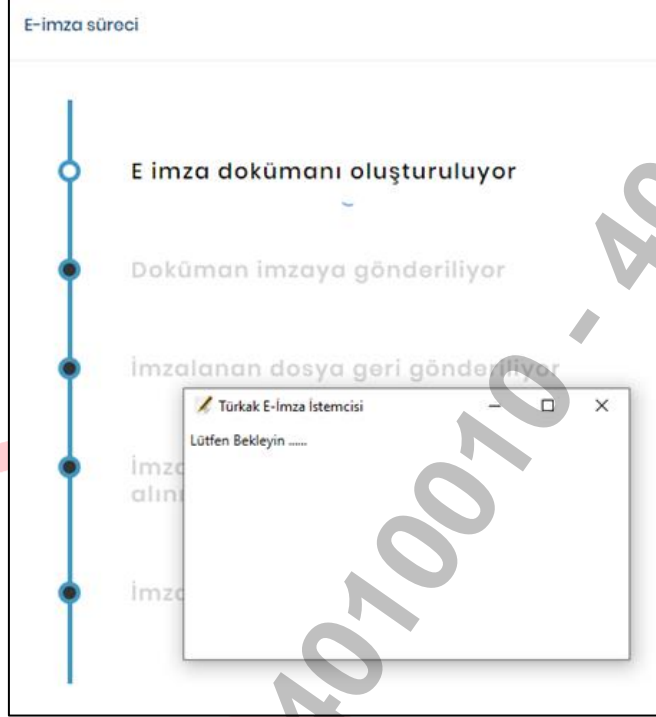 E-imza süreci
E imza dokümanı oluşturuluyor
Doküman imzaya gönderiliyor
İmzalanan dosya geri gönderiliyor
Türkak E-İmza İstemcisi
Lütfen Bekleyin ......